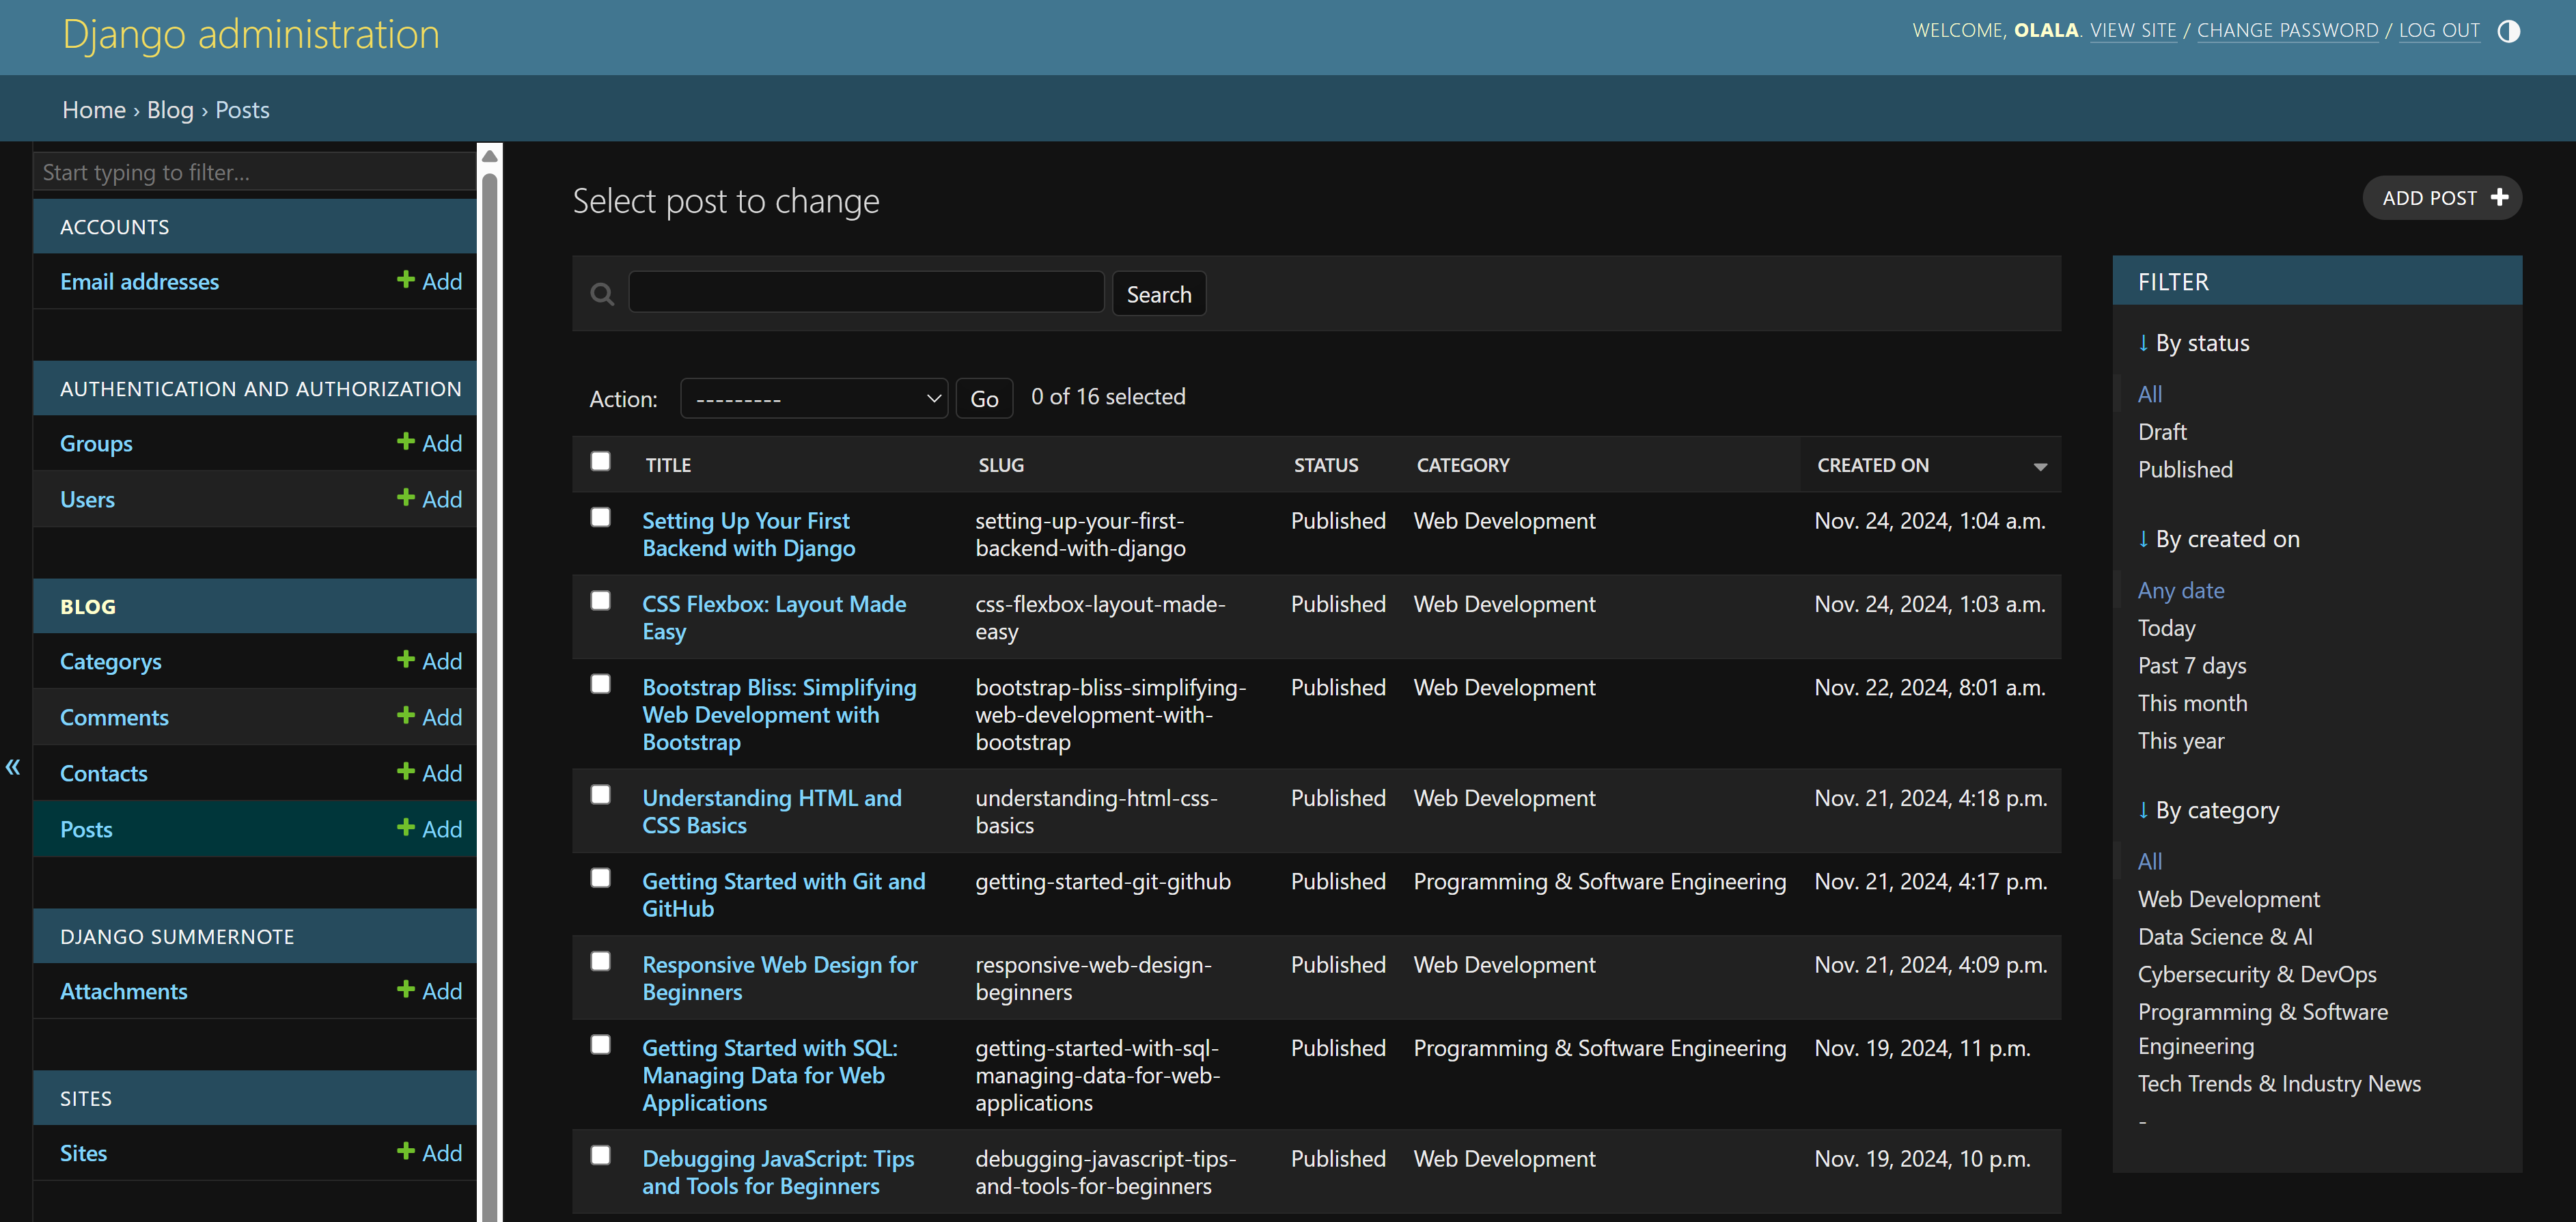 Django administration
WELCOME, OLALA. VIEW SITE / CHANGE PASSWORD / LOG OUT
Home › Blog › Posts
Start typing to filter...
ACCOUNTS
Email addresses + Add
AUTHENTICATION AND AUTHORIZATION
Groups + Add
Users + Add
BLOG
Categorys + Add
Comments + Add
Contacts + Add
Posts + Add
DJANGO SUMMERNOTE
Attachments + Add
SITES
Sites + Add
«
Select post to change
ADD POST +
Search
Action: --------- Go 0 of 16 selected
TITLE SLUG STATUS CATEGORY CREATED ON
Setting Up Your First setting-up-your-first- Published Web Development Nov. 24, 2024, 1:04 a.m.
Backend with Django backend-with-django
CSS Flexbox: Layout Made css-flexbox-layout-made- Published Web Development Nov. 24, 2024, 1:03 a.m.
Easy easy
Bootstrap Bliss: Simplifying bootstrap-bliss-simplifying- Published Web Development Nov. 22, 2024, 8:01 a.m.
Web Development with web-development-with-
Bootstrap bootstrap
Understanding HTML and understanding-html-css- Published Web Development Nov. 21, 2024, 4:18 p.m.
CSS Basics basics
Getting Started with Git and getting-started-git-github Published Programming & Software Engineering Nov. 21, 2024, 4:17 p.m.
GitHub
Responsive Web Design for responsive-web-design- Published Web Development Nov. 21, 2024, 4:09 p.m.
Beginners beginners
Getting Started with SQL: getting-started-with-sql- Published Programming & Software Engineering Nov. 19, 2024, 11 p.m.
Managing Data for Web managing-data-for-web-
Applications applications
Debugging JavaScript: Tips debugging-javascript-tips- Published Web Development Nov. 19, 2024, 10 p.m.
and Tools for Beginners and-tools-for-beginners
FILTER
↓ By status
All
Draft
Published
↓ By created on
Any date
Today
Past 7 days
This month
This year
↓ By category
All
Web Development
Data Science & AI
Cybersecurity & DevOps
Programming & Software
Engineering
Tech Trends & Industry News
-